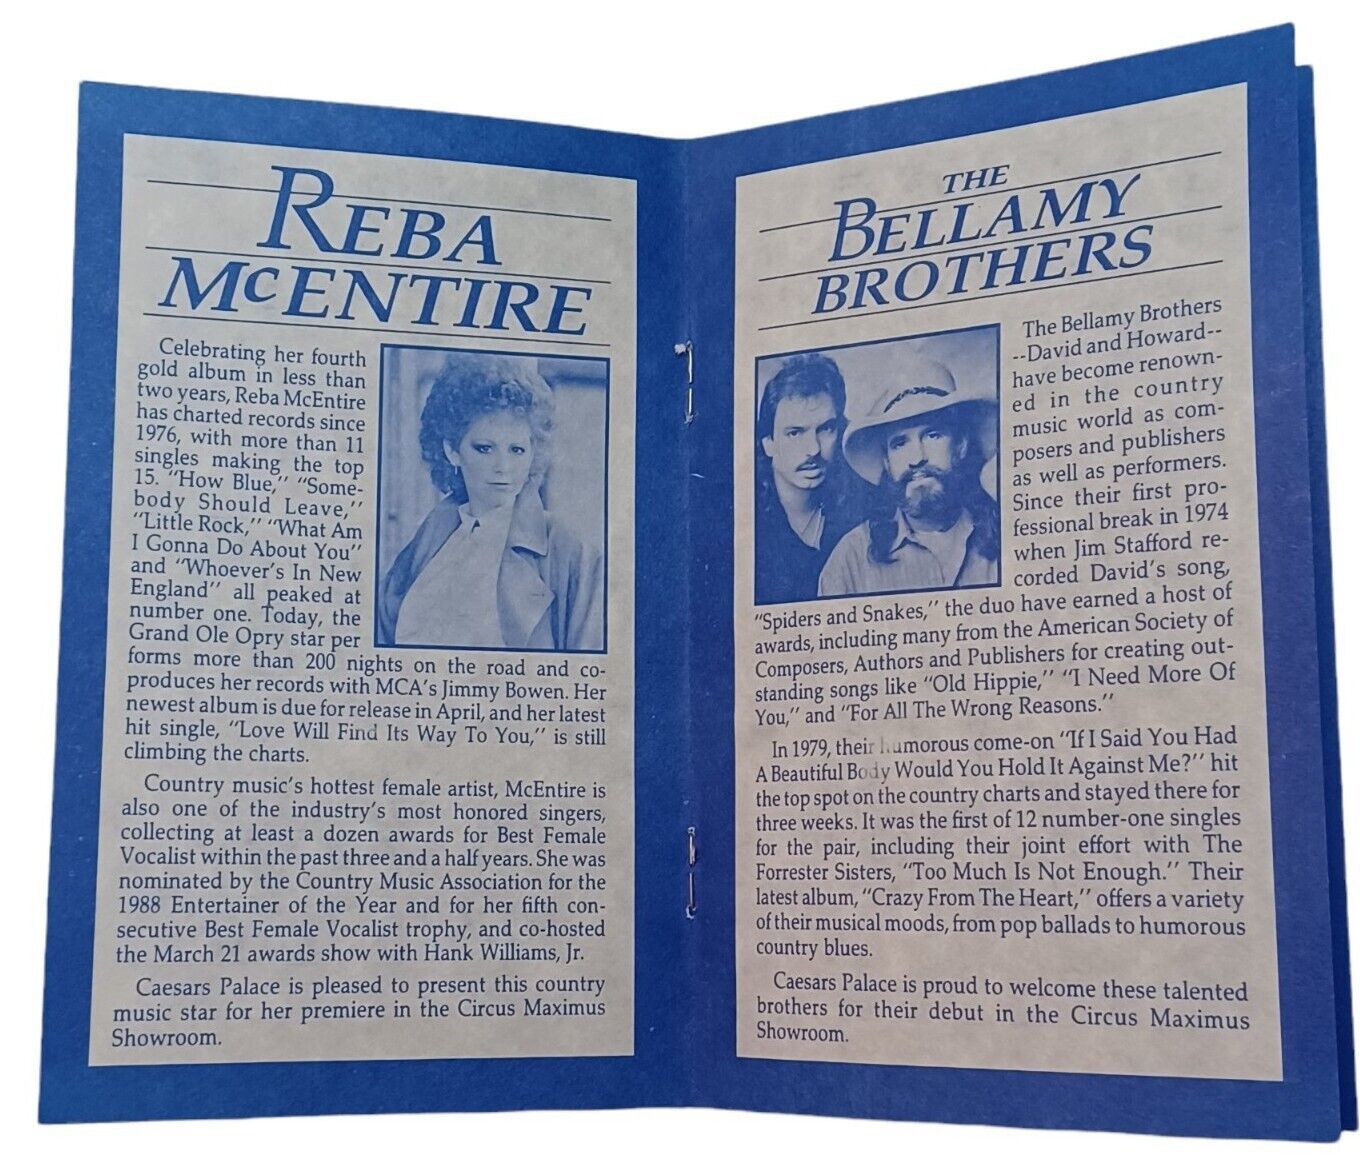 REBA
McENTIRE
Celebrating her fourth
gold album in less than
two years, Reba McEntire
has charted records since
1976, with more than 11
singles making the top
15. "How Blue," "Some-
body Should Leave,"
"Little Rock," "What Am
I Gonna Do About You"
and "Whoever's In New
England" all peaked at
number one. Today, the
Grand Ole Opry star per
forms more than 200 nights on the road and co-
produces her records with MCA's Jimmy Bowen. Her
newest album is due for release in April, and her latest
hit single, "Love Will Find Its Way To You," is still
climbing the charts.
Country music's hottest female artist, McEntire is
also one of the industry's most honored singers,
collecting at least a dozen awards for Best Female
Vocalist within the past three and a half years. She was
nominated by the Country Music Association for the
1988 Entertainer of the Year and for her fifth con-
secutive Best Female Vocalist trophy, and co-hosted
the March 21 awards show with Hank Williams, Jr.
Caesars Palace is pleased to present this country
music star for her premiere in the Circus Maximus
Showroom.
THE
BELLAMY
BROTHERS
The Bellamy Brothers
--David and Howard--
have become renown-
ed in the country
music world as com-
posers and publishers
as well as performers.
Since their first pro-
fessional break in 1974
when Jim Stafford re-
corded David's song,
"Spiders and Snakes," the duo have earned a host of
awards, including many from the American Society of
Composers, Authors and Publishers for creating out-
standing songs like "Old Hippie," "I Need More Of
You," and "For All The Wrong Reasons."
In 1979, their humorous come-on "If I Said You Had
A Beautiful Body Would You Hold It Against Me?" hit
the top spot on the country charts and stayed there for
three weeks. It was the first of 12 number-one singles
for the pair, including their joint effort with The
Forrester Sisters, "Too Much Is Not Enough." Their
latest album, "Crazy From The Heart," offers a variety
of their musical moods, from pop ballads to humorous
country blues.
Caesars Palace is proud to welcome these talented
brothers for their debut in the Circus Maximus
Showroom.